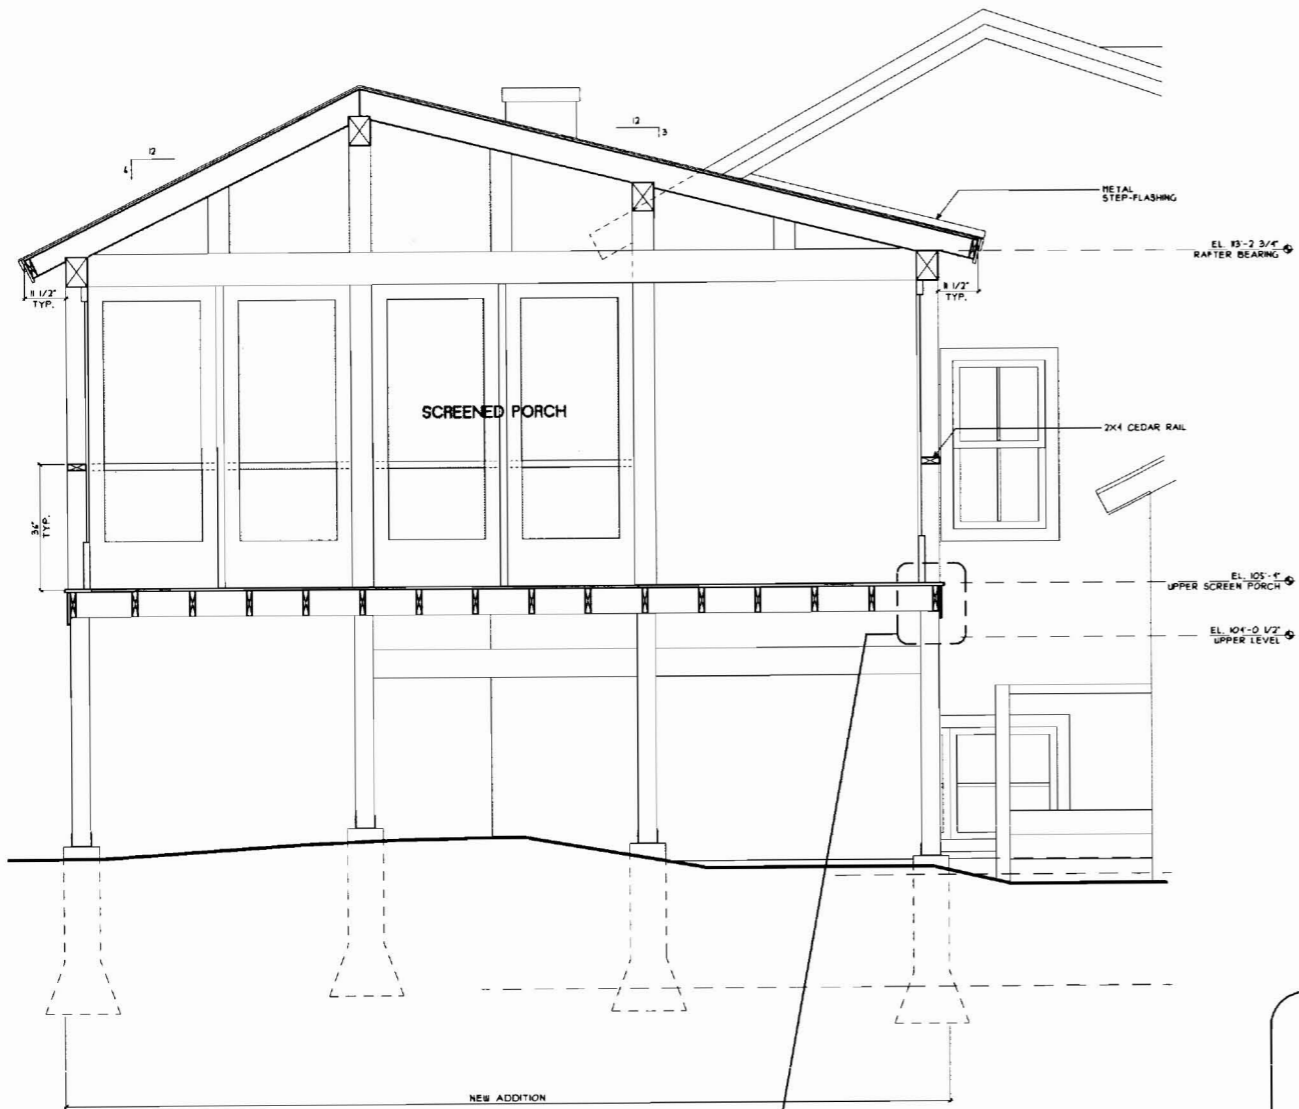 12
3
12
6
METAL
STEP-FLASHING
EL. 113'-2 3/4"
RAFTER BEARING
11 1/2"
TYP.
11 1/2"
TYP.
SCREENED PORCH
2X4 CEDAR RAIL
36"
TYP.
EL. 105'-4"
UPPER SCREEN PORCH
EL. 104'-0 1/2"
UPPER LEVEL
NEW ADDITION